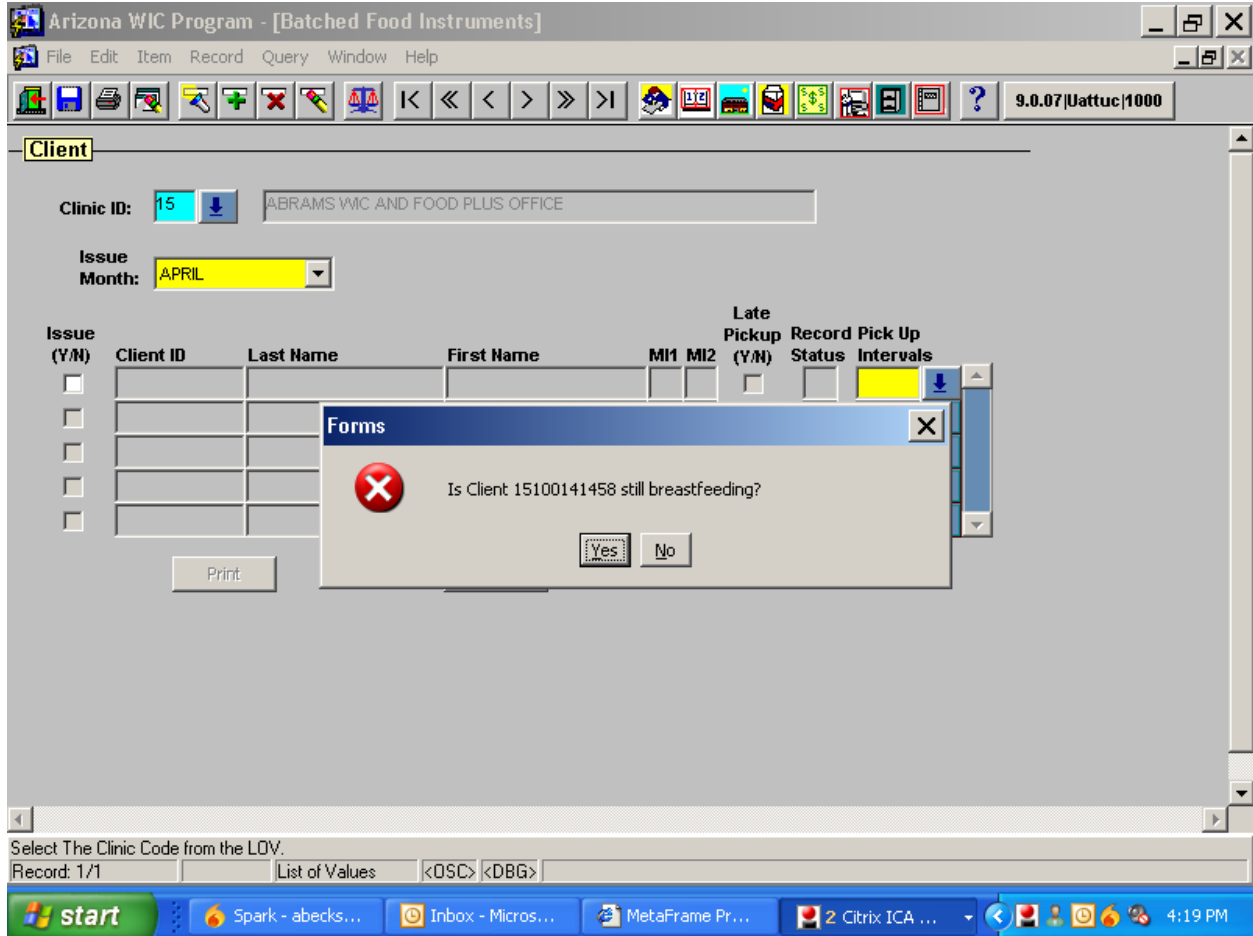 Arizona WIC Program - [Batched Food Instruments]
File Edit Item Record Query Window Help
9.0.07|Uattuc|1000
Client
Clinic ID: 15 ABRAMS WIC AND FOOD PLUS OFFICE
Issue
Month: APRIL
Late
Issue Pickup Record Pick Up
(Y/N) Client ID Last Name First Name MI1 MI2 (Y/N) Status Intervals
Forms
Is Client 15100141458 still breastfeeding?
Yes No
Print
Select The Clinic Code from the LOV.
Record: 1/1 List of Values <OSC> <DBG>
start Spark - abecks... Inbox - Micros... MetaFrame Pr... 2 Citrix ICA ... 4:19 PM